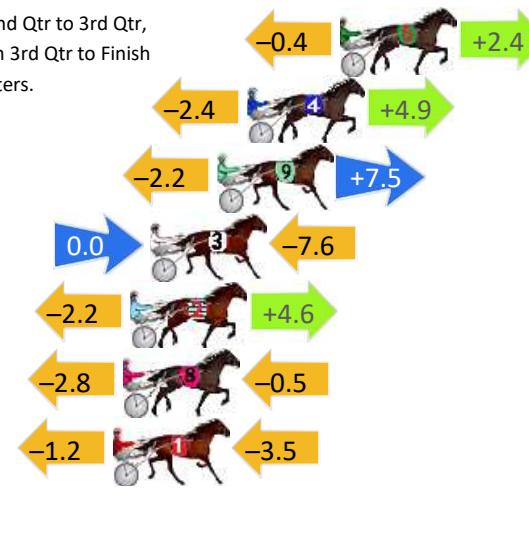 nd Qtr to 3rd Qtr,
n 3rd Qtr to Finish
ters.
–0.4 +2.4
–2.4 4 +4.9
–2.2 9 +7.5
0.0 3 –7.6
–2.2 2 +4.6
–2.8 8 –0.5
–1.2 1 –3.5